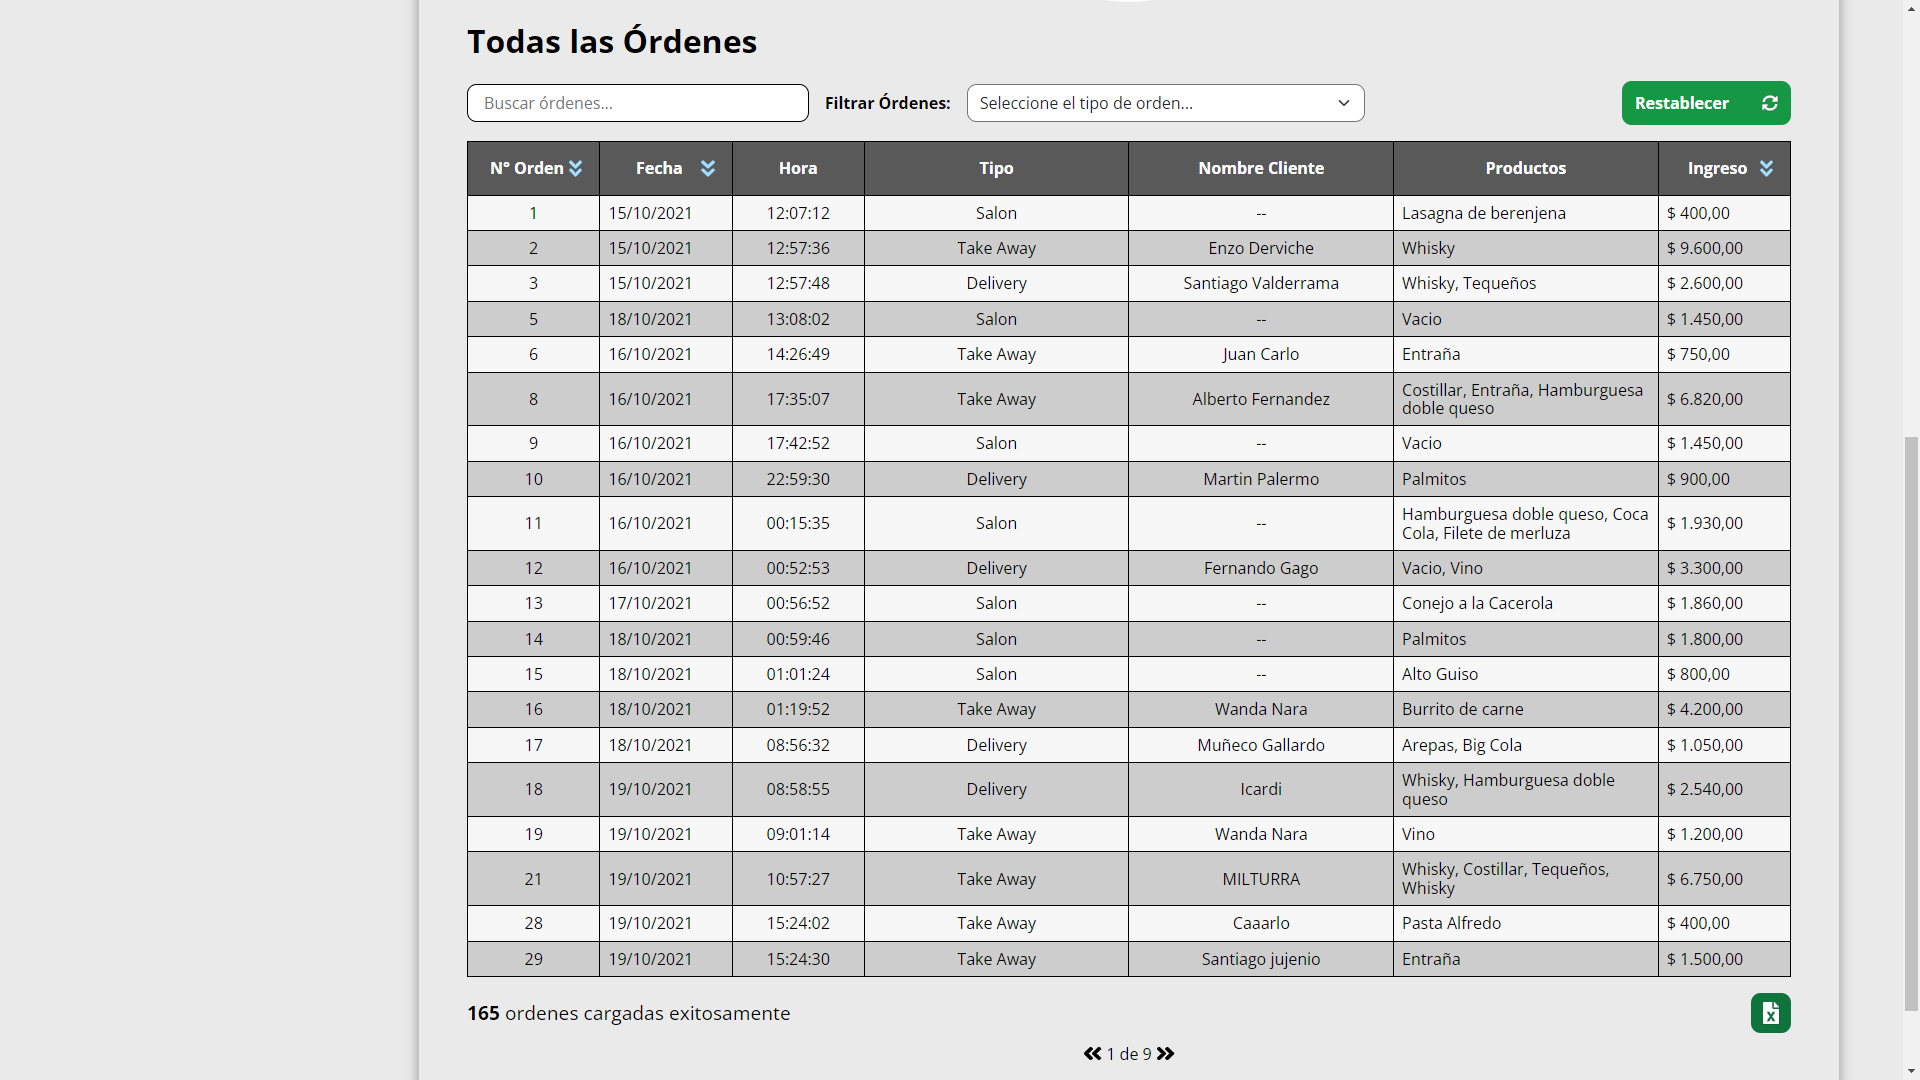 Todas las Órdenes
Buscar órdenes... Filtrar Órdenes: Seleccione el tipo de orden... Restablecer
N° Orden Fecha Hora Tipo Nombre Cliente Productos Ingreso
1 15/10/2021 12:07:12 Salon -- Lasagna de berenjena $ 400,00
2 15/10/2021 12:57:36 Take Away Enzo Derviche Whisky $ 9.600,00
3 15/10/2021 12:57:48 Delivery Santiago Valderrama Whisky, Tequeños $ 2.600,00
5 18/10/2021 13:08:02 Salon -- Vacio $ 1.450,00
6 16/10/2021 14:26:49 Take Away Juan Carlo Entraña $ 750,00
8 16/10/2021 17:35:07 Take Away Alberto Fernandez Costillar, Entraña, Hamburguesa
doble queso $ 6.820,00
9 16/10/2021 17:42:52 Salon -- Vacio $ 1.450,00
10 16/10/2021 22:59:30 Delivery Martin Palermo Palmitos $ 900,00
11 16/10/2021 00:15:35 Salon -- Hamburguesa doble queso, Coca
Cola, Filete de merluza $ 1.930,00
12 16/10/2021 00:52:53 Delivery Fernando Gago Vacio, Vino $ 3.300,00
13 17/10/2021 00:56:52 Salon -- Conejo a la Cacerola $ 1.860,00
14 18/10/2021 00:59:46 Salon -- Palmitos $ 1.800,00
15 18/10/2021 01:01:24 Salon -- Alto Guiso $ 800,00
16 18/10/2021 01:19:52 Take Away Wanda Nara Burrito de carne $ 4.200,00
17 18/10/2021 08:56:32 Delivery Muñeco Gallardo Arepas, Big Cola $ 1.050,00
18 19/10/2021 08:58:55 Delivery Icardi Whisky, Hamburguesa doble
queso $ 2.540,00
19 19/10/2021 09:01:14 Take Away Wanda Nara Vino $ 1.200,00
21 19/10/2021 10:57:27 Take Away MILTURRA Whisky, Costillar, Tequeños,
Whisky $ 6.750,00
28 19/10/2021 15:24:02 Take Away Caaarlo Pasta Alfredo $ 400,00
29 19/10/2021 15:24:30 Take Away Santiago jujenio Entraña $ 1.500,00
165 ordenes cargadas exitosamente
1 de 9